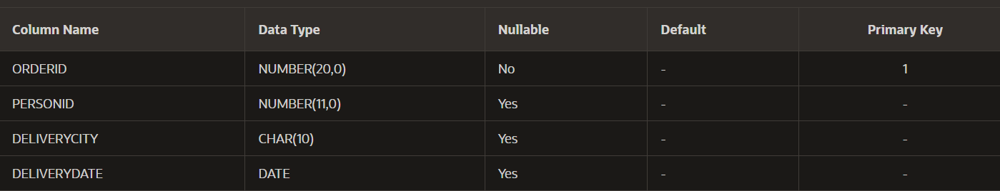 Column Name Data Type Nullable Default Primary Key
ORDERID NUMBER(20,0) No - 1
PERSONID NUMBER(11,0) Yes - -
DELIVERYCITY CHAR(10) Yes - -
DELIVERYDATE DATE Yes - -